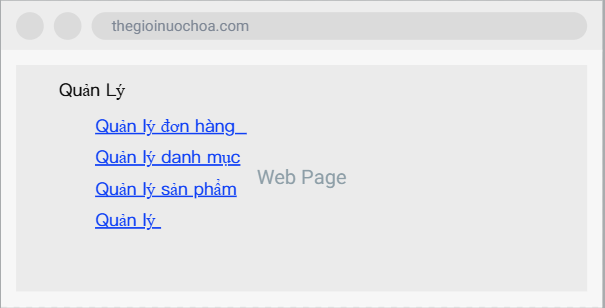 thegioinuochoa.com
Quản Lý
Quản lý đơn hàng
Quản lý danh mục
Web Page
Quản lý sản phẩm
Quản lý